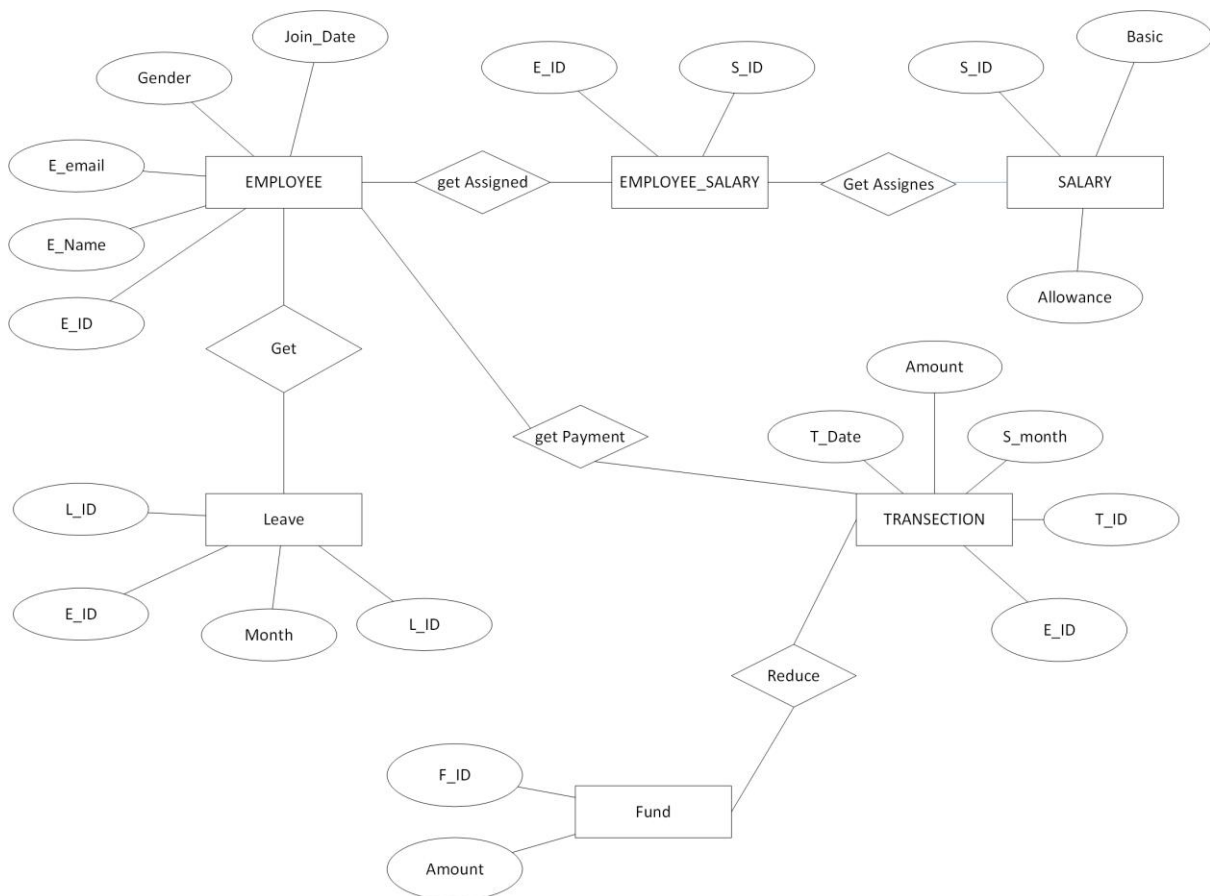 Join_Date
Basic
Gender
E_ID
S_ID
S_ID
E_email
EMPLOYEE
get Assigned
EMPLOYEE_SALARY
Get Assignes
SALARY
E_Name
Allowance
E_ID
Get
Amount
get Payment
T_Date
S_month
L_ID
Leave
TRANSECTION
T_ID
E_ID
Month
L_ID
E_ID
Reduce
F_ID
Fund
Amount